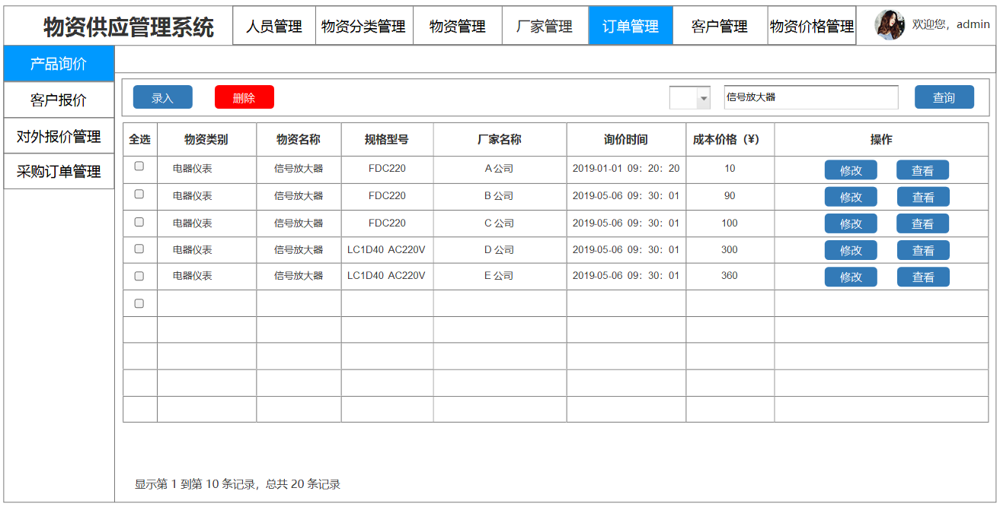 物资供应管理系统 人员管理 物资分类管理 物资管理 厂家管理 订单管理 客户管理 物资价格管理 欢迎您，admin
产品询价
客户报价
对外报价管理
采购订单管理
录入 删除 信号放大器 查询
全选 物资类别 物资名称 规格型号 厂家名称 询价时间 成本价格（¥） 操作
电器仪表 信号放大器 FDC220 A公司 2019-01-01 09：20：20 10 修改 查看
电器仪表 信号放大器 FDC220 B 公司 2019-05-06 09：30：01 90 修改 查看
电器仪表 信号放大器 FDC220 C 公司 2019-05-06 09：30：01 100 修改 查看
电器仪表 信号放大器 LC1D40 AC220V D 公司 2019-05-06 09：30：01 300 修改 查看
电器仪表 信号放大器 LC1D40 AC220V E 公司 2019-05-06 09：30：01 360 修改 查看
显示第 1 到第 10 条记录，总共 20 条记录